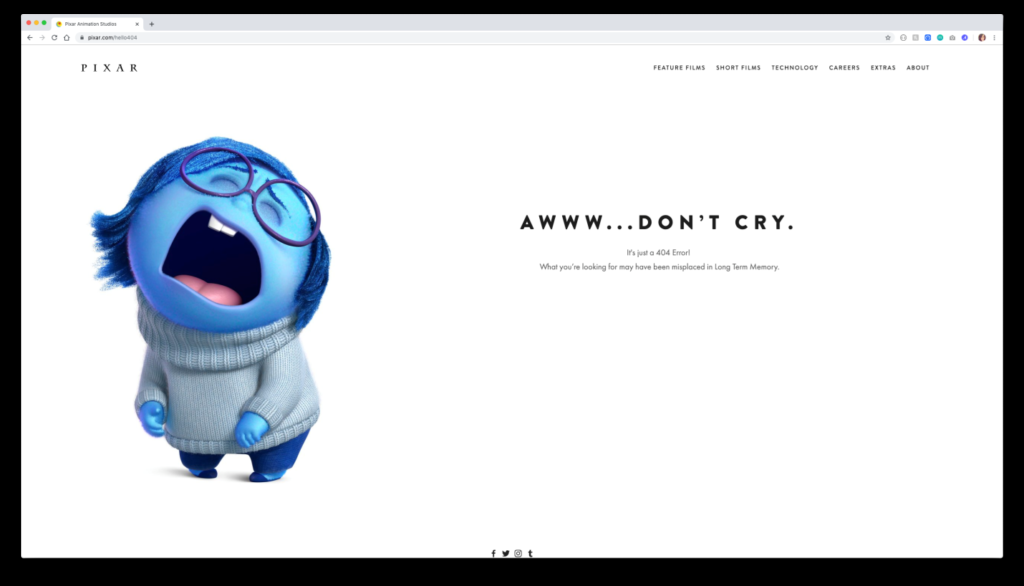 Pixar Animation Studios
pixar.com/hello404
PIXAR
FEATURE FILMS SHORT FILMS TECHNOLOGY CAREERS EXTRAS ABOUT
AWWW...DON'T CRY.
It's just a 404 Error!
What you're looking for may have been misplaced in Long Term Memory.